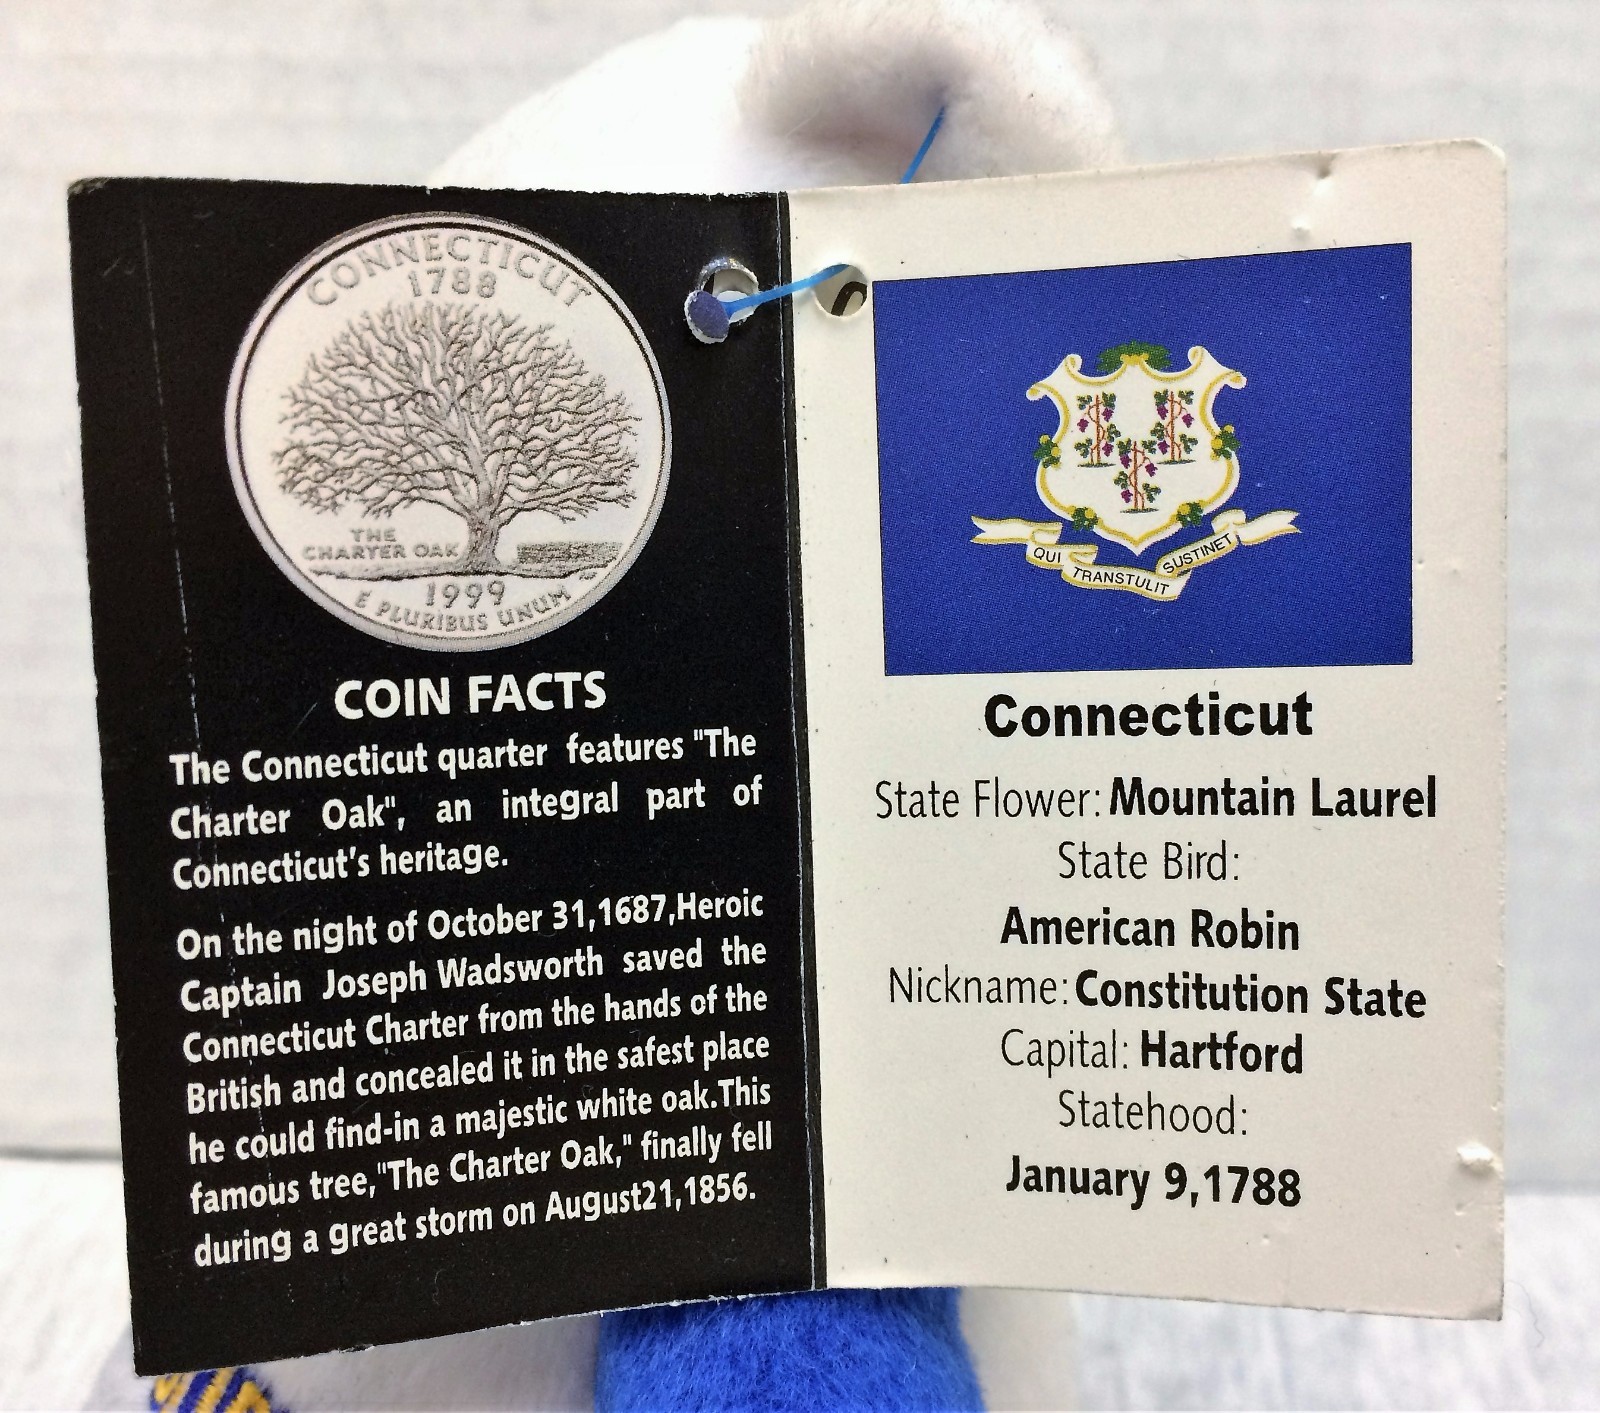 CONNECTICUT
1788
THE
CHARTER OAK
1999
E PLURIBUS UNUM
COIN FACTS
The Connecticut quarter features "The
Charter Oak", an integral part of
Connecticut's heritage.
On the night of October 31,1687,Heroic
Captain Joseph Wadsworth saved the
Connecticut Charter from the hands of the
British and concealed it in the safest place
he could find-in a majestic white oak.This
famous tree,"The Charter Oak," finally fell
during a great storm on August21,1856.
QUI TRANSTULIT SUSTINET
Connecticut
State Flower: Mountain Laurel
State Bird:
American Robin
Nickname: Constitution State
Capital: Hartford
Statehood:
January 9,1788